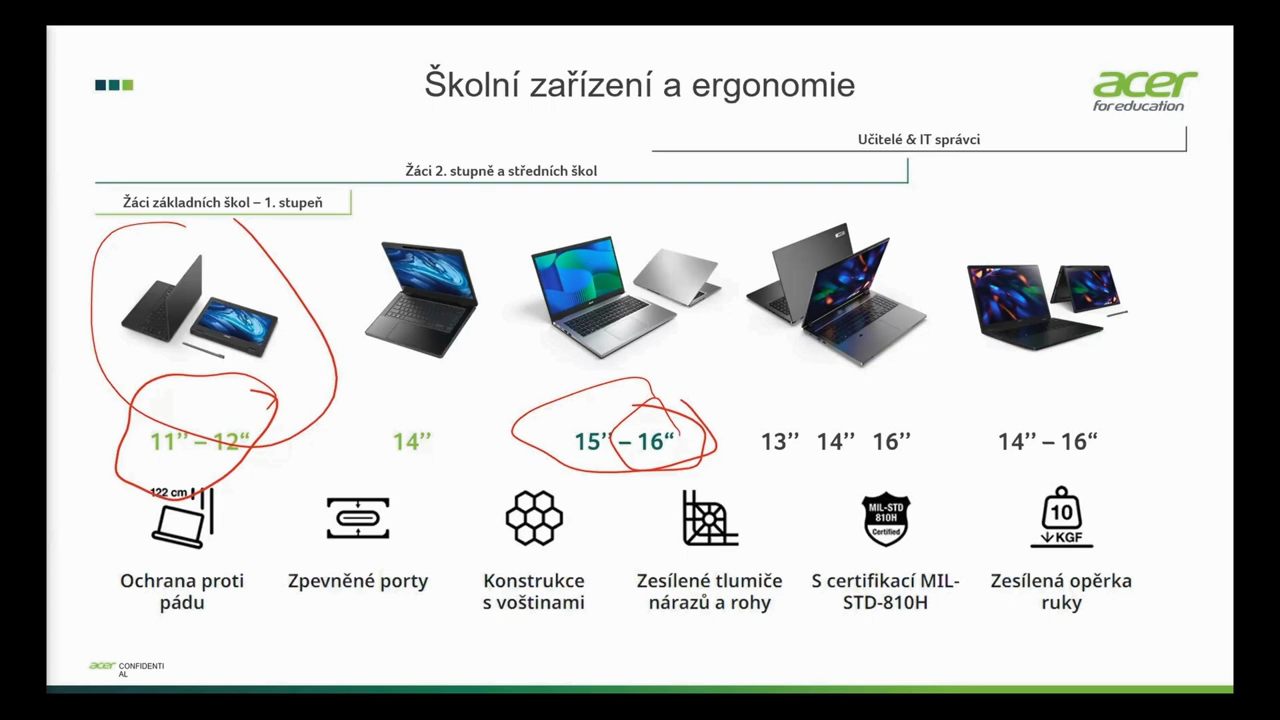 Školní zařízení a ergonomie
acer
for education
Učitelé & IT správci
Žáci 2. stupně a středních škol
Žáci základních škol – 1. stupeň
11’’ – 12“
14’’
15’’ – 16“
13’’ 14’’ 16’’
14’’ – 16“
122 cm
MIL-STD
810H
Certified
10
KGF
Ochrana proti
pádu
Zpevněné porty
Konstrukce
s voštinami
Zesílené tlumiče
nárazů a rohy
S certifikací MIL-
STD-810H
Zesílená opěrka
ruky
acer CONFIDENTI
AL